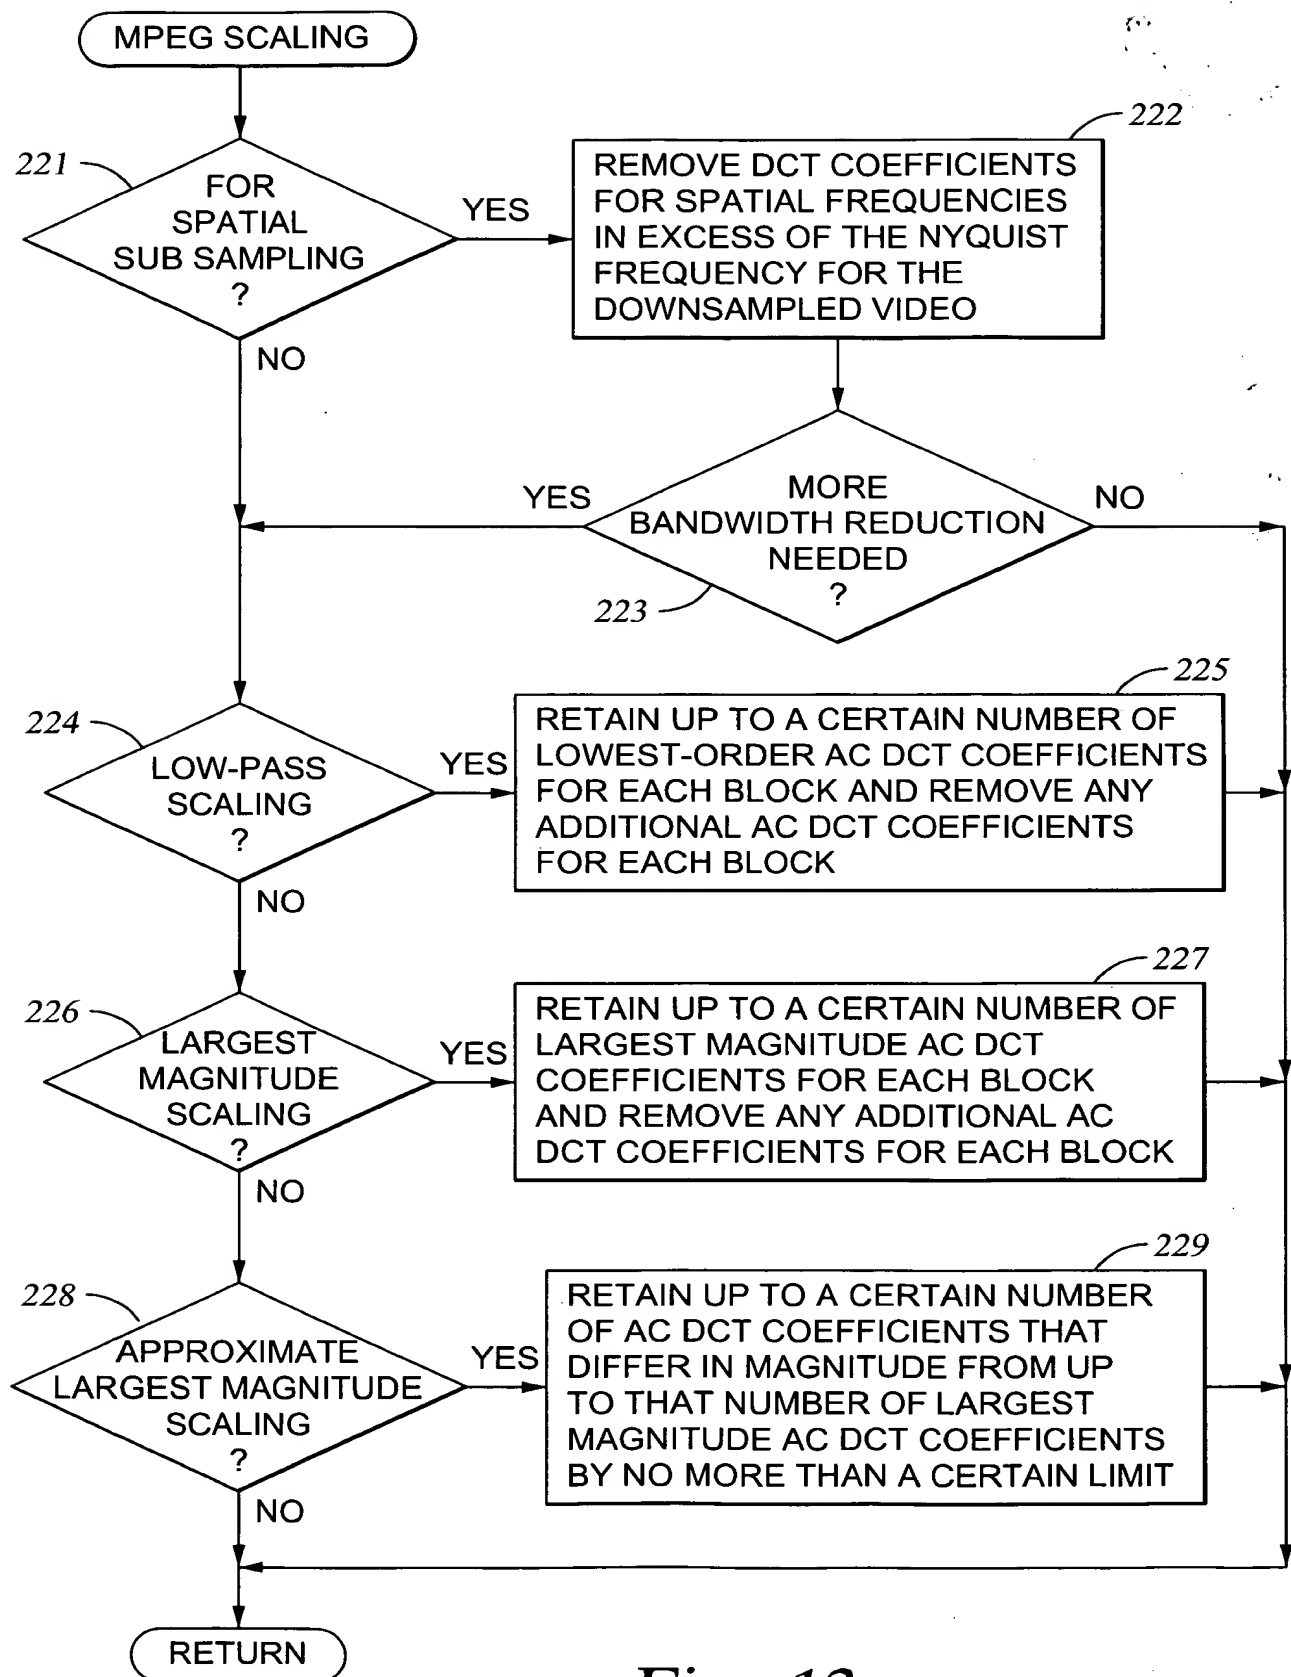 MPEG SCALING
222
221
FOR
SPATIAL
SUB SAMPLING
?
YES
REMOVE DCT COEFFICIENTS
FOR SPATIAL FREQUENCIES
IN EXCESS OF THE NYQUIST
FREQUENCY FOR THE
DOWNSAMPLED VIDEO
NO
YES
MORE
BANDWIDTH REDUCTION
NEEDED
?
NO
223
225
224
LOW-PASS
SCALING
?
YES
RETAIN UP TO A CERTAIN NUMBER OF
LOWEST-ORDER AC DCT COEFFICIENTS
FOR EACH BLOCK AND REMOVE ANY
ADDITIONAL AC DCT COEFFICIENTS
FOR EACH BLOCK
NO
227
226
LARGEST
MAGNITUDE
SCALING
?
YES
RETAIN UP TO A CERTAIN NUMBER OF
LARGEST MAGNITUDE AC DCT
COEFFICIENTS FOR EACH BLOCK
AND REMOVE ANY ADDITIONAL AC
DCT COEFFICIENTS FOR EACH BLOCK
NO
229
228
APPROXIMATE
LARGEST MAGNITUDE
SCALING
?
YES
RETAIN UP TO A CERTAIN NUMBER
OF AC DCT COEFFICIENTS THAT
DIFFER IN MAGNITUDE FROM UP
TO THAT NUMBER OF LARGEST
MAGNITUDE AC DCT COEFFICIENTS
BY NO MORE THAN A CERTAIN LIMIT
NO
RETURN